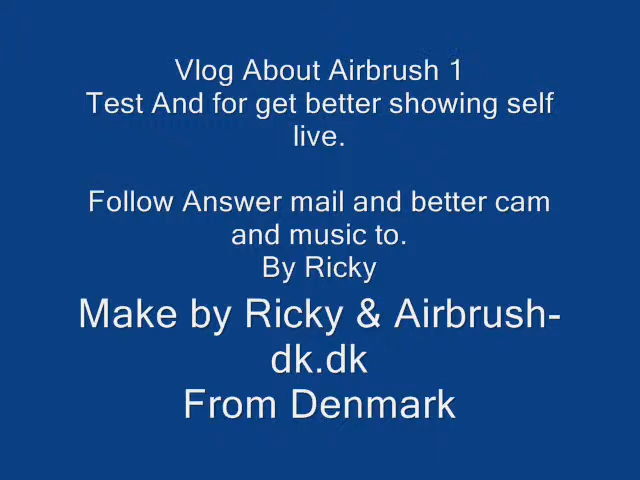 Vlog About Airbrush 1
Test And for get better showing self
live.
Follow Answer mail and better cam
and music to.
By Ricky
Make by Ricky & Airbrush-
dk.dk
From Denmark